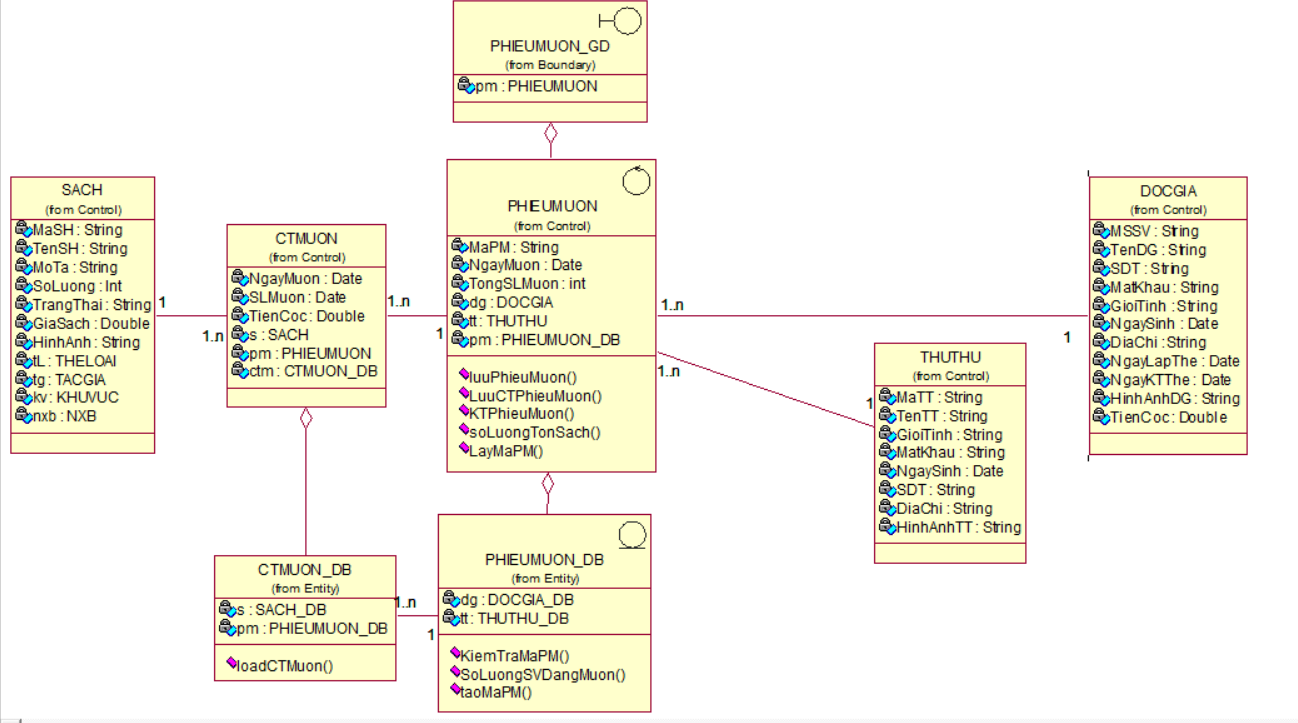 PHIEUMUON_GD
(from Boundary)
pm : PHIEUMUON
SACH
(from Control)
MaSH : String
TenSH : String
MoTa : String
SoLuong : Int
TrangThai : String
GiaSach : Double
HinhAnh : String
tL : THELOAI
tg : TACGIA
kv : KHUVUC
nxb : NXB
1
1..n
CTMUON
(from Control)
NgayMuon : Date
SLMuon : Date
TienCoc : Double
s : SACH
pm : PHIEUMUON
ctm : CTMUON_DB
1..n
1
PHIEUMUON
(from Control)
MaPM : String
NgayMuon : Date
TongSLMuon : int
dg : DOCGIA
tt : THUTHU
pm : PHIEUMUON_DB
luuPhieuMuon()
LuuCTPhieuMuon()
KTPhieuMuon()
soLuongTonSach()
LayMaPM()
1..n
1
1..n
1
DOCGIA
(from Control)
MSSV : String
TenDG : String
SDT : String
MatKhau : String
GioiTinh : String
NgaySinh : Date
DiaChi : String
NgayLapThe : Date
NgayKTThe : Date
HinhAnhDG : String
TienCoc : Double
THUTHU
(from Control)
MaTT : String
TenTT : String
GioiTinh : String
MatKhau : String
NgaySinh : Date
SDT : String
DiaChi : String
HinhAnhTT : String
CTMUON_DB
(from Entity)
s : SACH_DB
pm : PHIEUMUON_DB
loadCTMuon()
1..n
1
PHIEUMUON_DB
(from Entity)
dg : DOCGIA_DB
tt : THUTHU_DB
KiemTraMaPM()
SoLuongSVDangMuon()
taoMaPM()